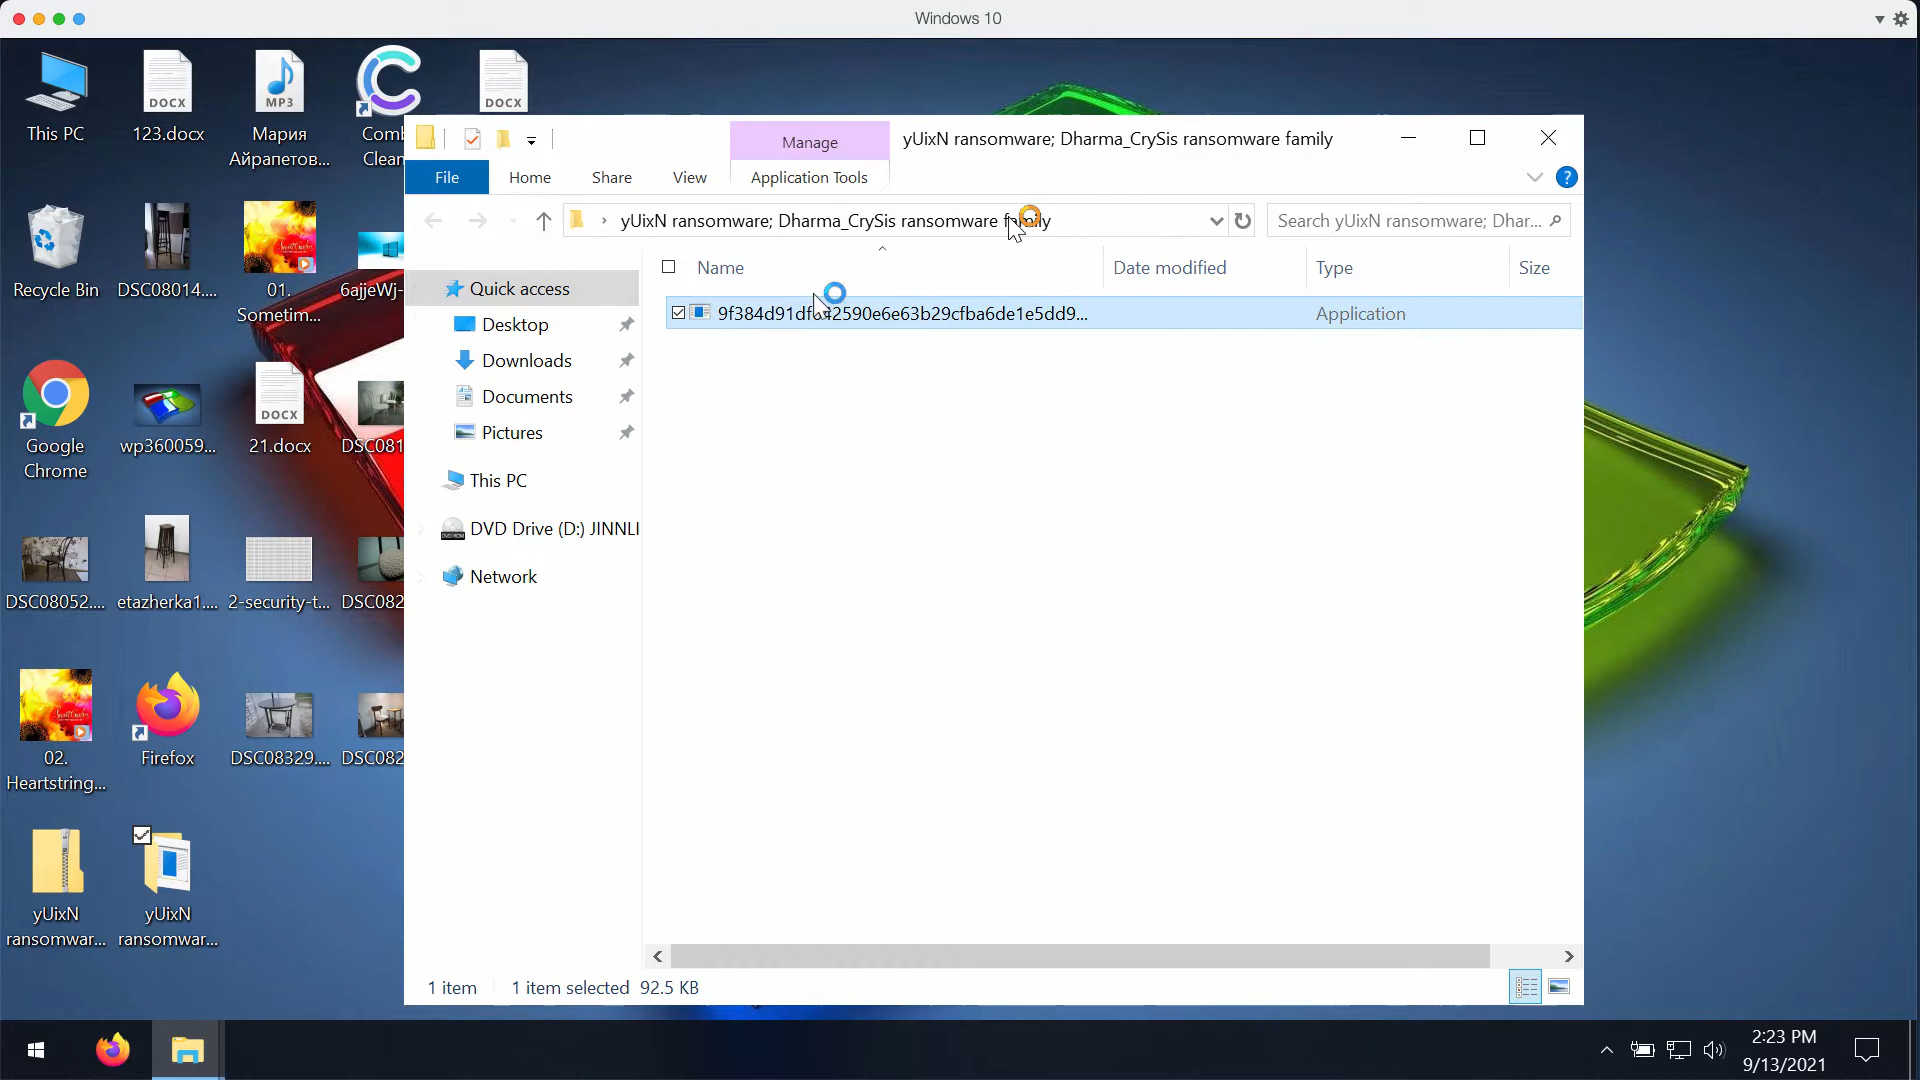 Windows 10
This PC
123.docx
Мария
Айрапетов...
Clean
DOCX
MP3
DOCX
Manage
yUixN ransomware; Dharma_CrySis ransomware family
File
Home
Share
View
Application Tools
yUixN ransomware; Dharma_CrySis ransomware family
Search yUixN ransomware; Dhar...
Name
Date modified
Type
Size
Application
Quick access
Desktop
Downloads
Documents
Pictures
This PC
DVD Drive (D:) JINNLI
Network
Recycle Bin
DSC08014....
01.
Sometim...
6ajjeWj-
Google
Chrome
wp360059...
DOCX
21.docx
DSC081
DSC08052....
etazherka1....
2-security-t...
DSC082
02.
Heartstring...
Firefox
DSC08329....
DSC082
yUixN
ransomwar...
yUixN
ransomwar...
1 item
1 item selected
92.5 KB
2:23 PM
9/13/2021